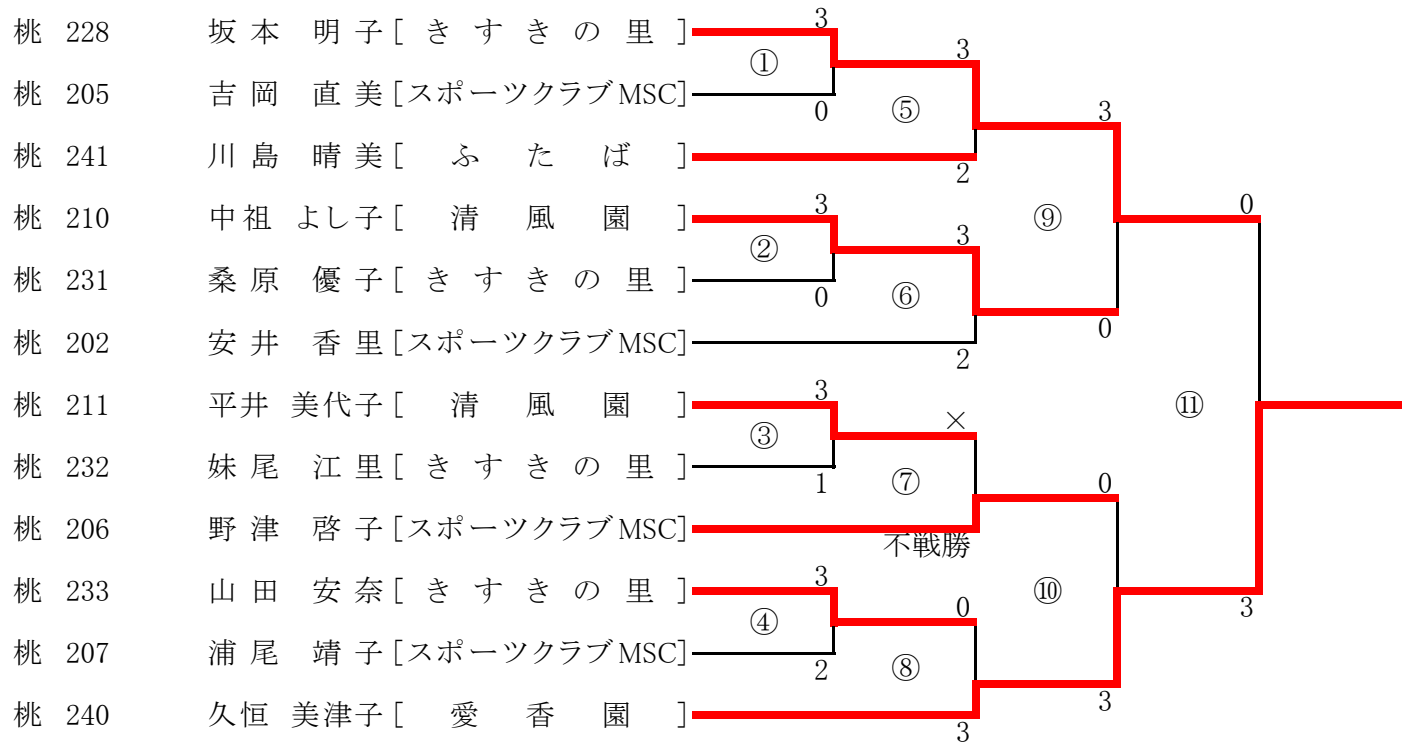 桃 228 坂本 明子[きすきの里] 3
①
3
桃 205 吉岡 直美[スポーツクラブMSC] 0
⑤
3
桃 241 川島 晴美[ふたば] 2
桃 210 中祖 よし子[清風園] 3
⑨
0
②
3
桃 231 桑原 優子[きすきの里] 0
⑥
0
桃 202 安井 香里[スポーツクラブMSC] 2
桃 211 平井 美代子[清風園] 3
⑪
③
×
桃 232 妹尾 江里[きすきの里] 1
⑦
0
桃 206 野津 啓子[スポーツクラブMSC] 不戦勝
桃 233 山田 安奈[きすきの里] 3
⑩
3
④
0
桃 207 浦尾 靖子[スポーツクラブMSC] 2
⑧
3
桃 240 久恒 美津子[愛香園] 3